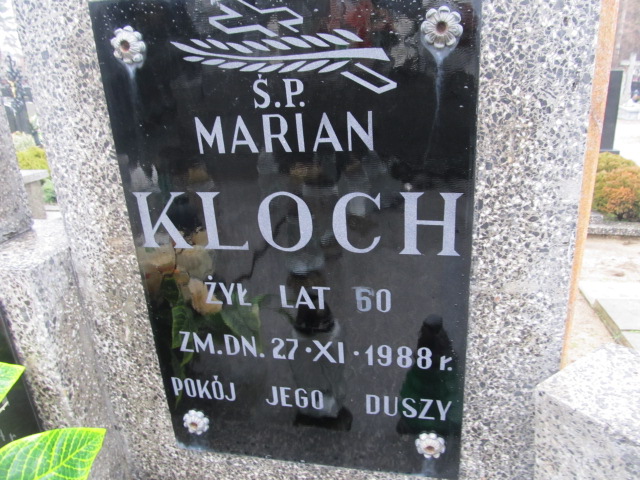 Ś.P.
MARIAN
KLOCH
ŻYŁ LAT 60
ZM. DN. 27·XI·1988 r.
POKÓJ JEGO DUSZY